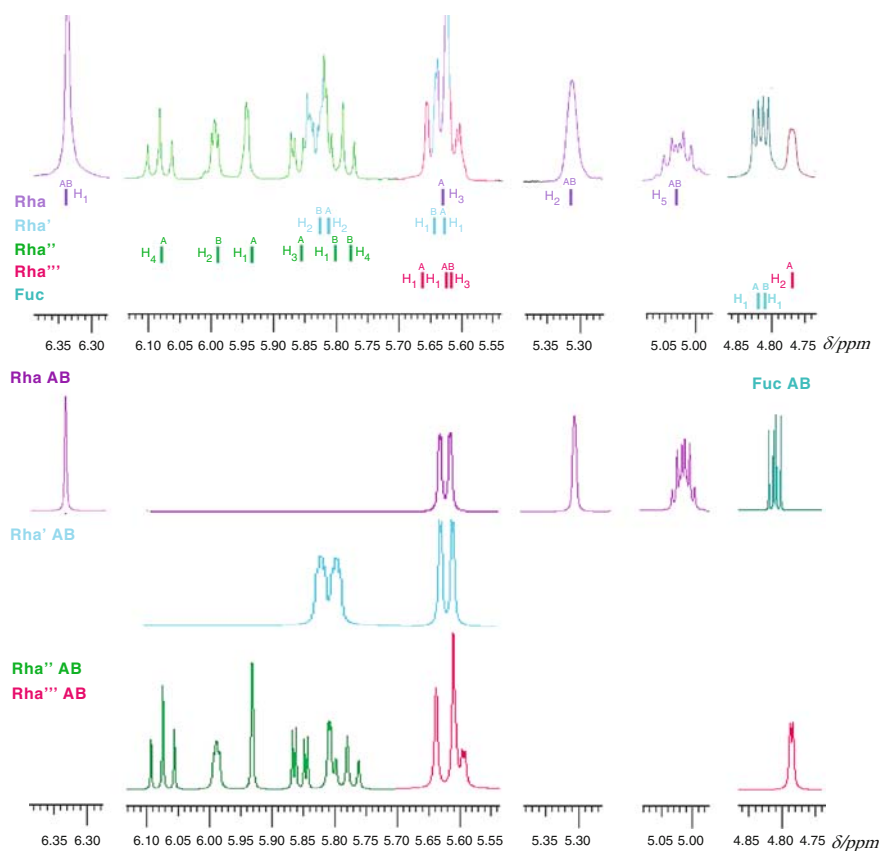 AB H₁ A H₃ H₂ AB H₅ AB
Rha
Rha' H₂ B A H₂ H₁ B A H₁
Rha'' H₄ A H₂ B H₁ A H₃ A H₁ B B H₄
Rha''' H₁ A H₁ AB H₃ H₂ A
Fuc H₁ A B H₁
6.35 6.30 6.10 6.05 6.00 5.95 5.90 5.85 5.80 5.75 5.70 5.65 5.60 5.55 5.35 5.30 5.05 5.00 4.85 4.80 4.75 δ/ppm
Rha AB Fuc AB
Rha' AB
Rha'' AB
Rha''' AB
6.35 6.30 6.10 6.05 6.00 5.95 5.90 5.85 5.80 5.75 5.70 5.65 5.60 5.55 5.35 5.30 5.05 5.00 4.85 4.80 4.75 δ/ppm